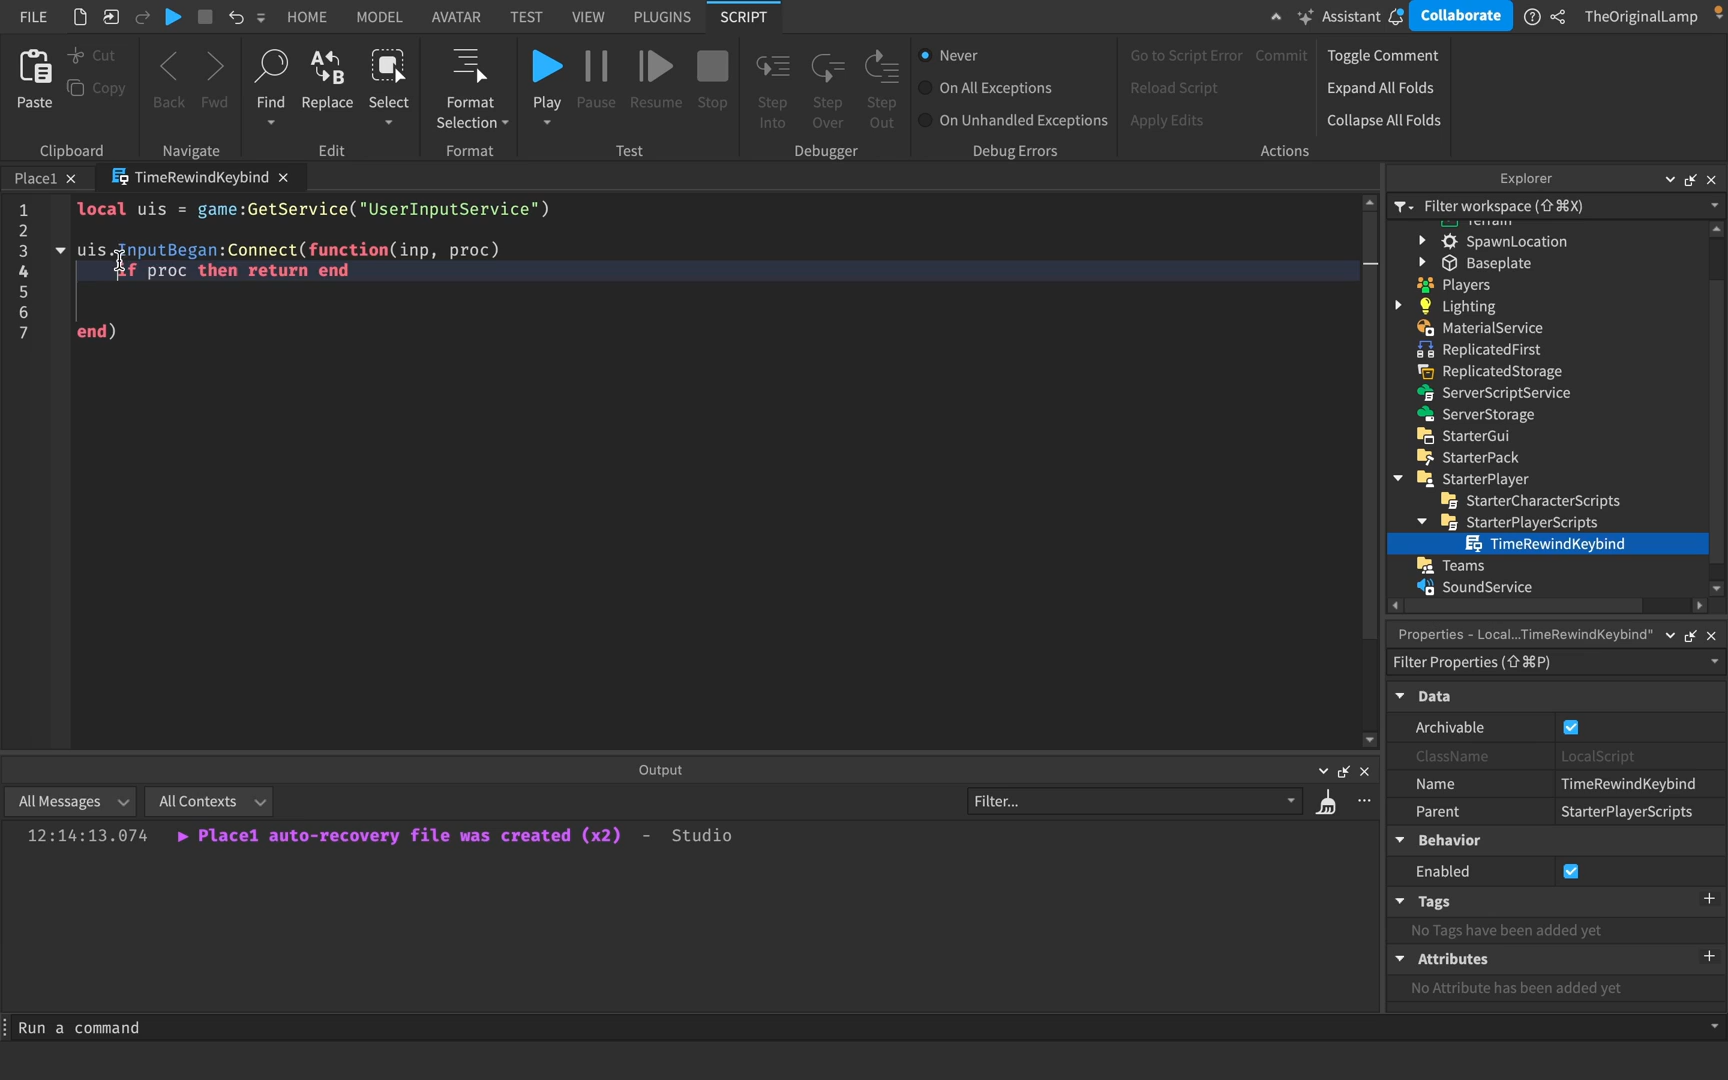 FILE HOME MODEL AVATAR TEST VIEW PLUGINS SCRIPT Assistant Collaborate TheOriginalLamp
Paste Cut Copy
Clipboard
Back Fwd
Navigate
Find Replace Select
Edit
Format Selection
Format
Play Pause Resume Stop
Test
Step Into Step Over Step Out
Debugger
Never
On All Exceptions
On Unhandled Exceptions
Debug Errors
Go to Script Error Commit Toggle Comment
Reload Script Expand All Folds
Apply Edits Collapse All Folds
Actions
Place1 TimeRewindKeybind
1 local uis = game:GetService("UserInputService")
2
3 uis.InputBegan:Connect(function(inp, proc)
4 if proc then return end
5
6
7 end)
Explorer
Filter workspace (⇧⌘X)
Terrain
SpawnLocation
Baseplate
Players
Lighting
MaterialService
ReplicatedFirst
ReplicatedStorage
ServerScriptService
ServerStorage
StarterGui
StarterPack
StarterPlayer
StarterCharacterScripts
StarterPlayerScripts
TimeRewindKeybind
Teams
SoundService
Properties - Local...TimeRewindKeybind"
Filter Properties (⇧⌘P)
Data
Archivable
ClassName LocalScript
Name TimeRewindKeybind
Parent StarterPlayerScripts
Behavior
Enabled
Tags
No Tags have been added yet
Attributes
No Attribute has been added yet
Output
All Messages All Contexts Filter...
12:14:13.074 ▶ Place1 auto-recovery file was created (x2) - Studio
Run a command